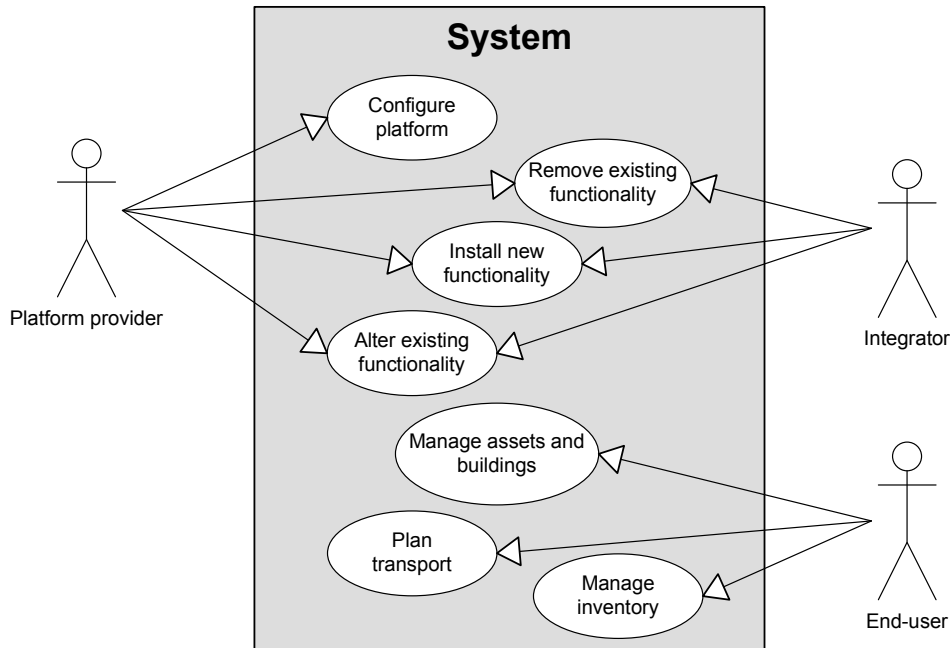 System
Configure
platform
Remove existing
functionality
Install new
functionality
Platform provider
Alter existing
functionality
Integrator
Manage assets and
buildings
Plan
transport
Manage
inventory
End-user